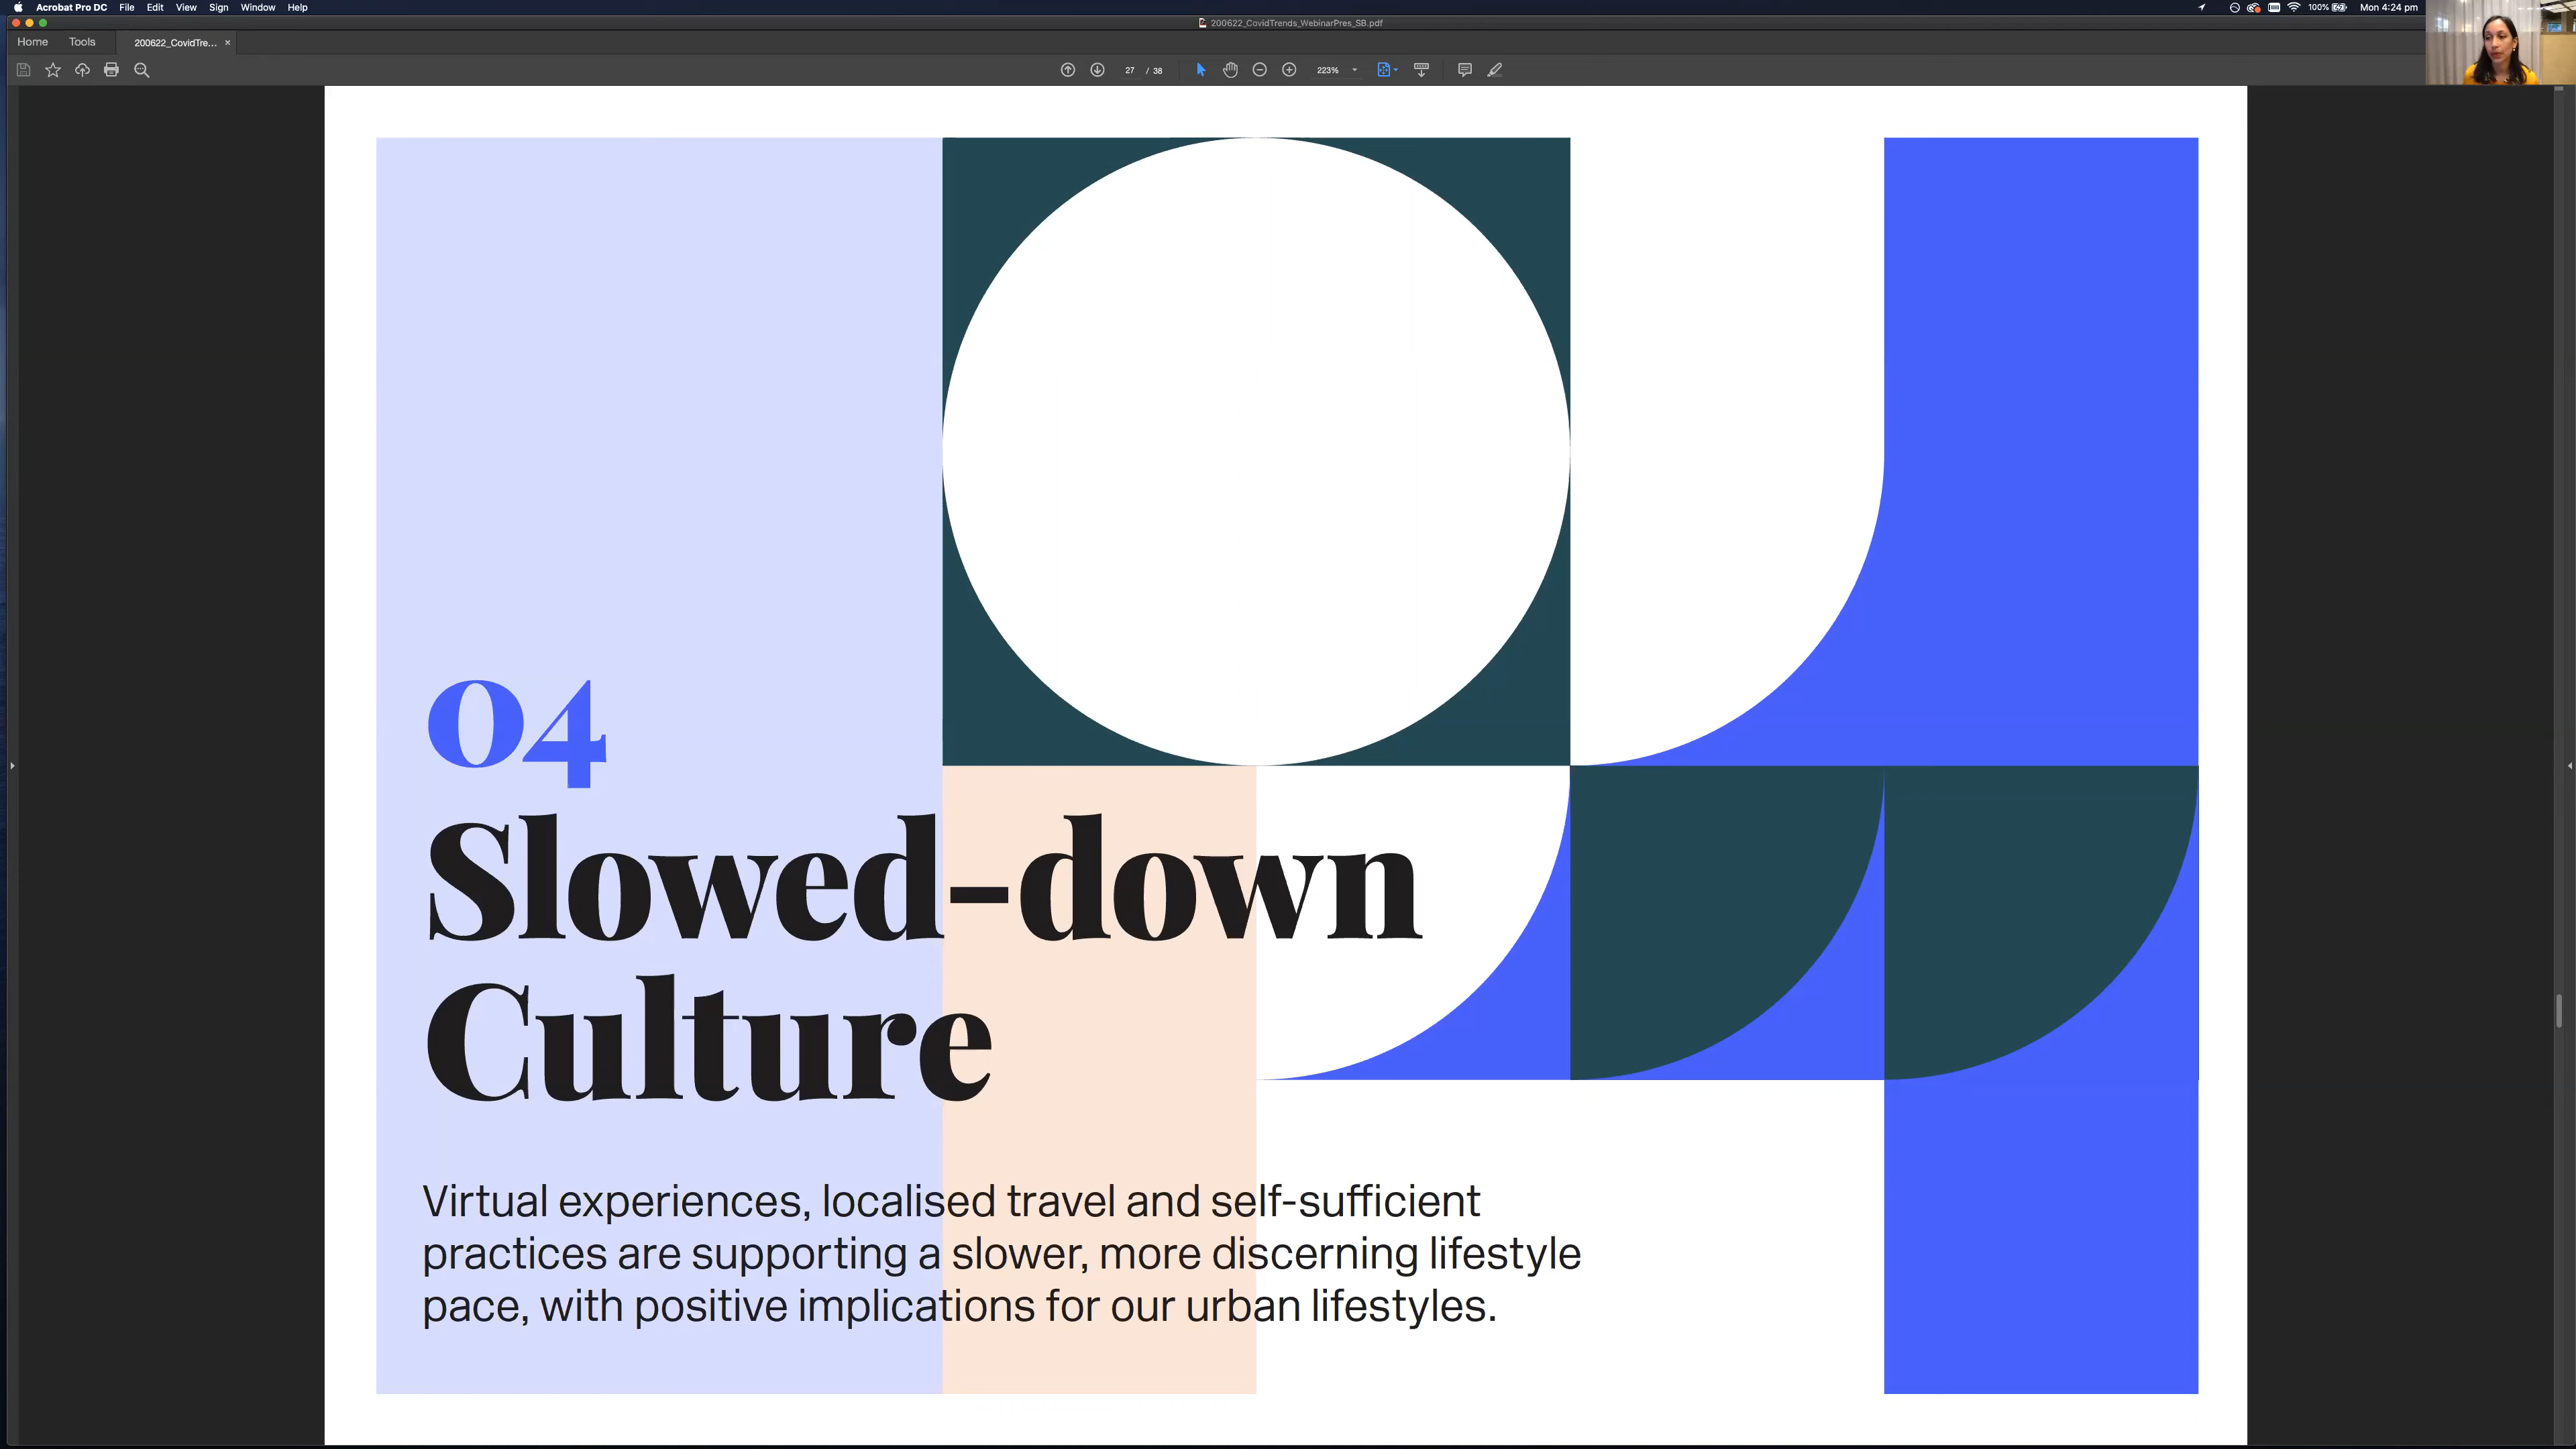 Acrobat Pro DC File Edit View Sign Window Help
100% Mon 4:24 pm
200622_CovidTrends_WebinarPres_SB.pdf
Home Tools 200622_CovidTre... ×
27 / 38 223%
04
Slowed-down
Culture
Virtual experiences, localised travel and self-sufficient
practices are supporting a slower, more discerning lifestyle
pace, with positive implications for our urban lifestyles.